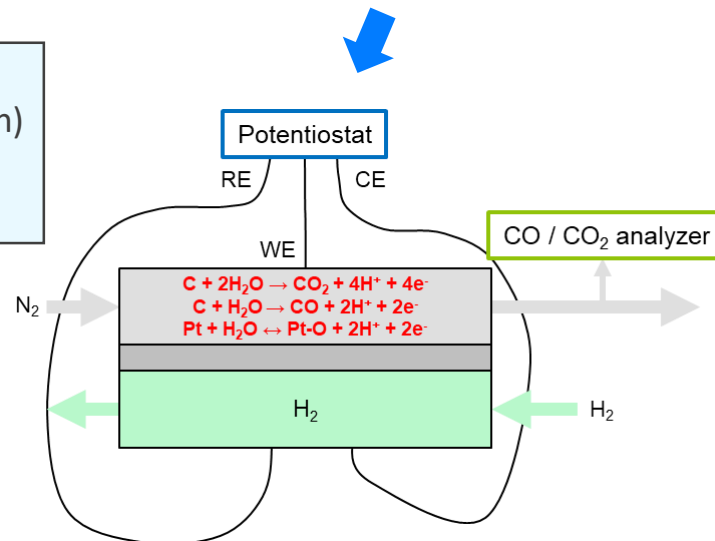 n)
Potentiostat
RE
CE
WE
CO / CO₂ analyzer
C + 2H₂O → CO₂ + 4H⁺ + 4e⁻
C + H₂O → CO + 2H⁺ + 2e⁻
Pt + H₂O ↔ Pt-O + 2H⁺ + 2e⁻
N₂
H₂
H₂